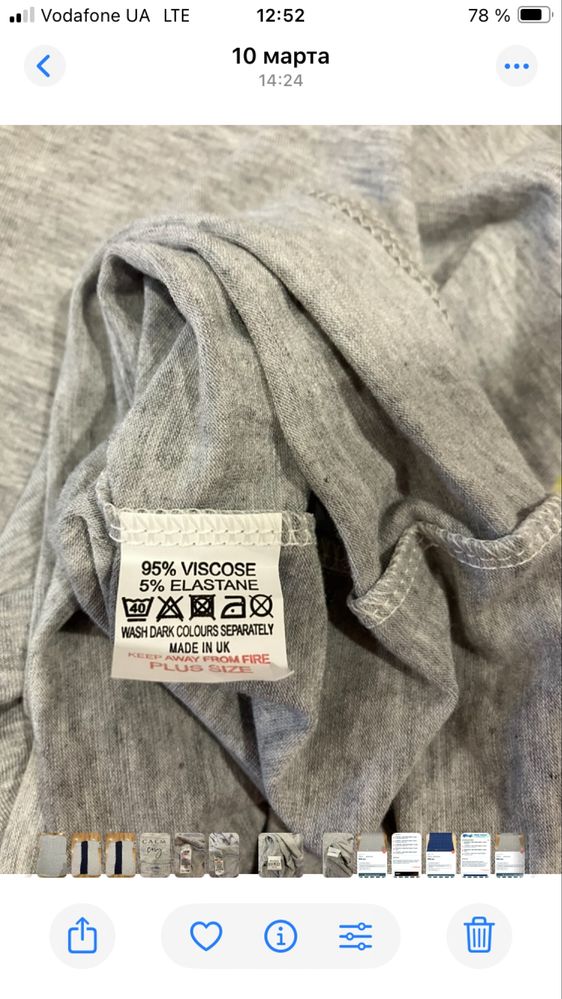 Vodafone UA LTE 12:52 78 %
10 марта
14:24
95% VISCOSE
5% ELASTANE
40
WASH DARK COLOURS SEPARATELY
MADE IN UK
KEEP AWAY FROM FIRE
PLUS SIZE
CALM